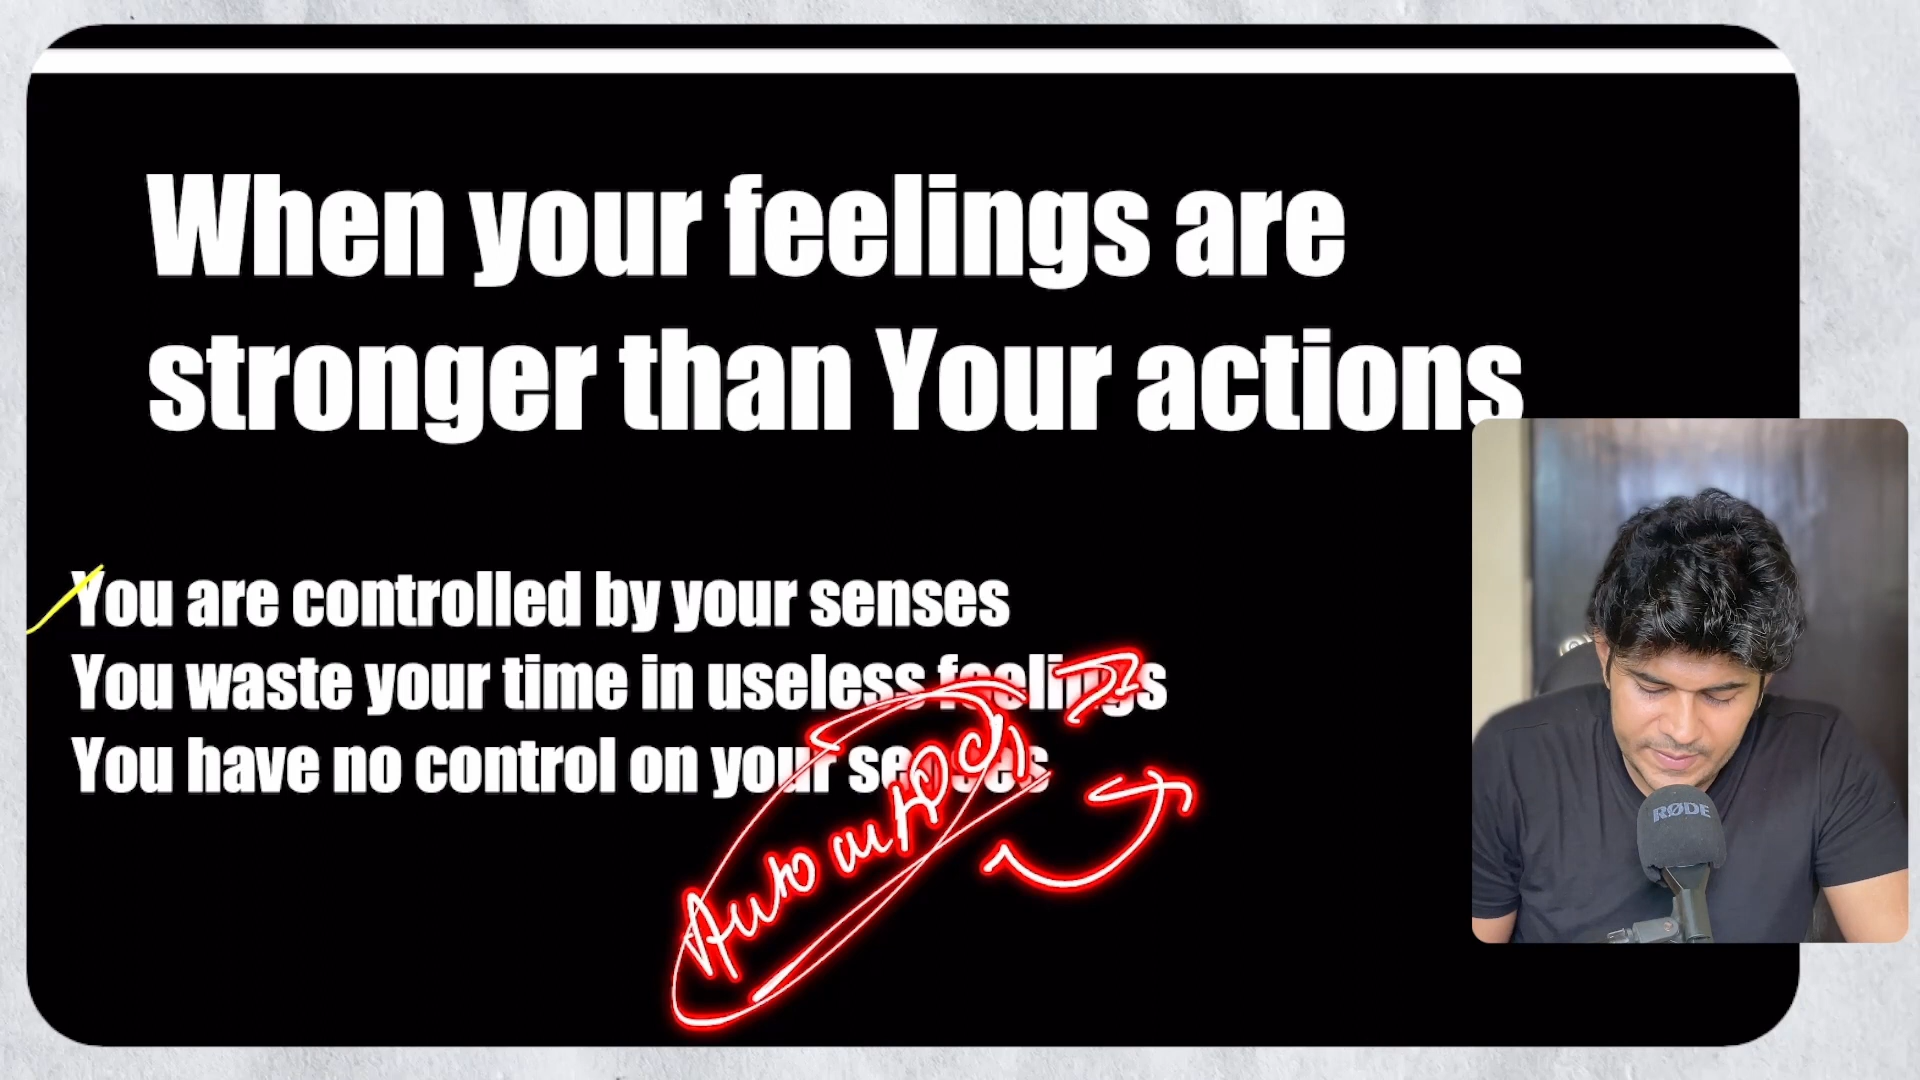 When your feelings are
stronger than Your actions
You are controlled by your senses
You waste your time in useless feelings
You have no control on your senses
RØDE